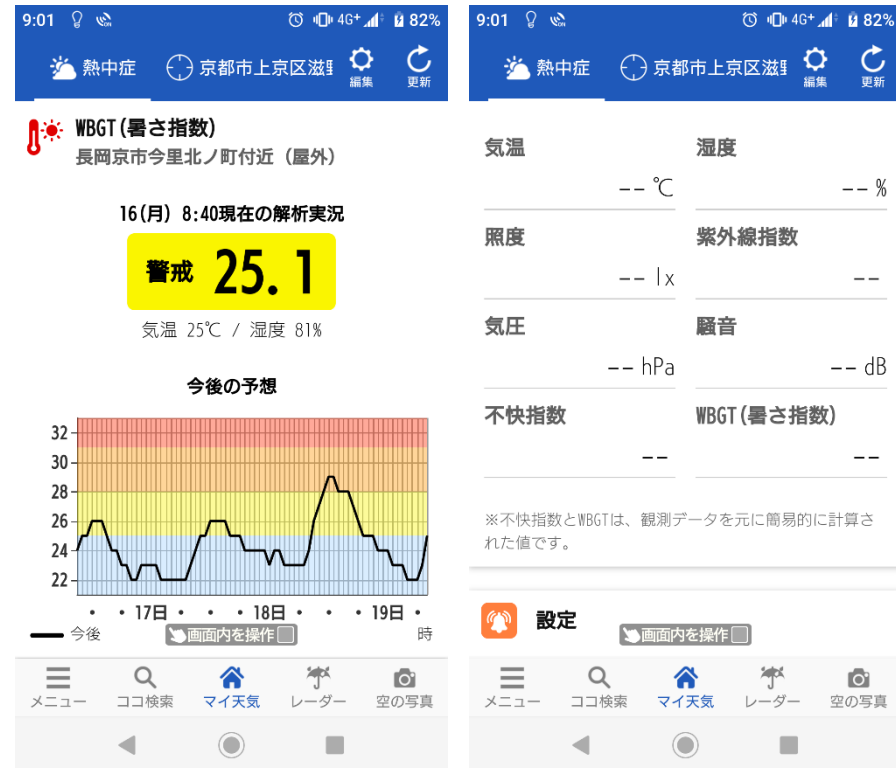 9:01
4G+
82%
熱中症
京都市上京区滋野
編集
更新
WBGT(暑さ指数)
長岡京市今里北ノ町付近 (屋外)
16(月) 8:40現在の解析実況
警戒 25.1
気温 25℃ / 湿度 81%
今後の予想
32
30
28
26
24
22
・ ・17日・ ・ ・18日・ ・ ・19日・
今後
画面内を操作
時
メニュー
ココ検索
マイ天気
レーダー
空の写真
9:01
4G+
82%
熱中症
京都市上京区滋野
編集
更新
気温
-- ℃
湿度
-- %
照度
-- lx
紫外線指数
--
気圧
-- hPa
騒音
-- dB
不快指数
--
WBGT(暑さ指数)
--
※不快指数とWBGTは、観測データを元に簡易的に計算さ
れた値です。
設定
画面内を操作
メニュー
ココ検索
マイ天気
レーダー
空の写真